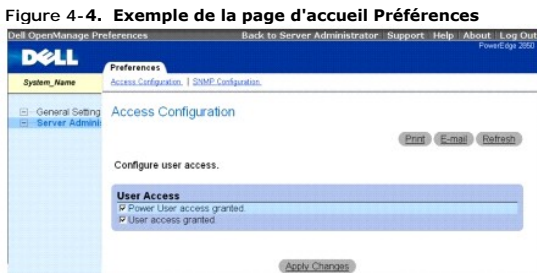 Figure 4-4. Exemple de la page d'accueil Préférences
Dell OpenManage Preferences Back to Server Administrator Support Help About Log Out
PowerEdge 2850
DELL
Preferences
System_Name
Access Configuration | SNMP Configuration
General Setting
Server Admini
Access Configuration
Print E-mail Refresh
Configure user access.
User Access
Power User access granted.
User access granted.
Apply Changes